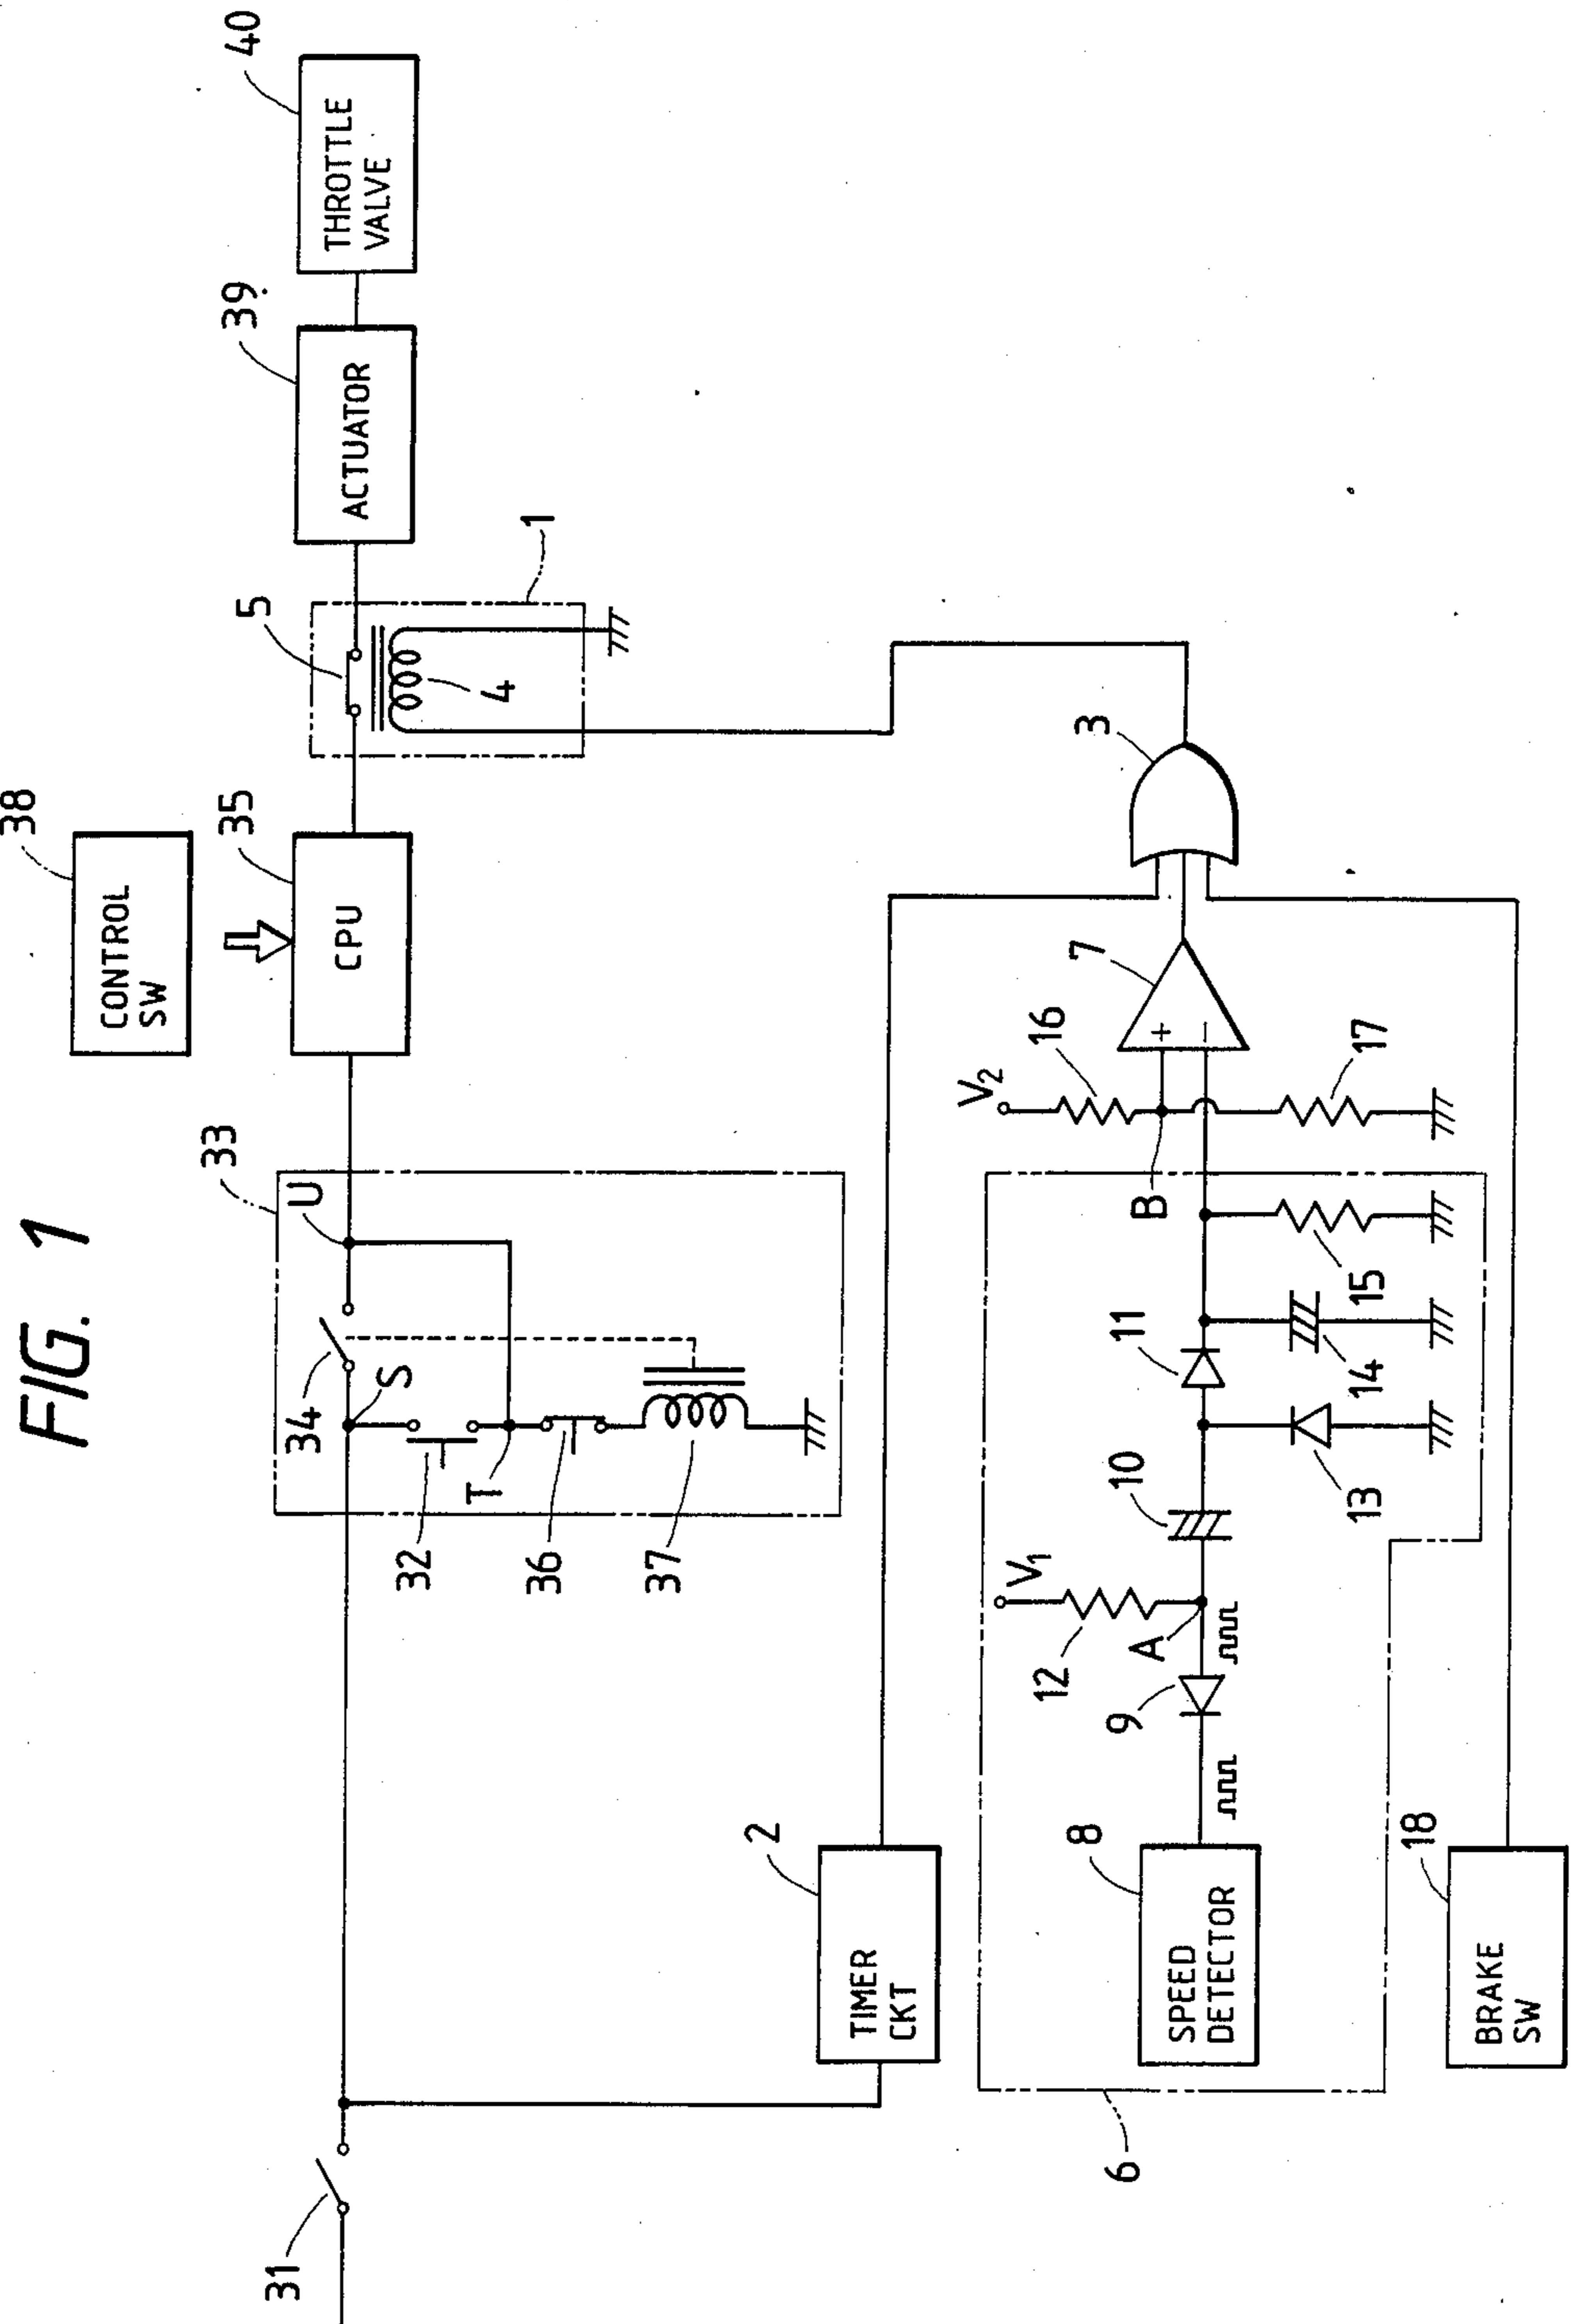 FIG. 1
38
CONTROL
SW
40
THROTTLE
VALVE
39
ACTUATOR
5
4
1
35
CPU
33
U
34
S
32
T
36
37
31
2
TIMER
CKT
3
7
+
−
V2
16
B
17
V1
12
A
10
11
13
14
15
9
8
SPEED
DETECTOR
6
18
BRAKE
SW